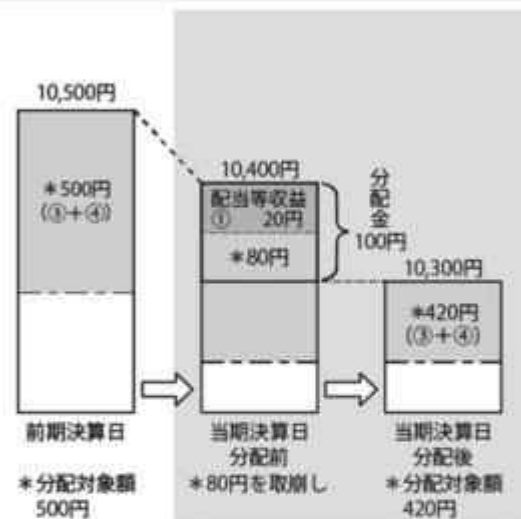 10,500円
*500円
(③+④)
前期決算日
*分配対象額
500円
10,400円
配当等収益
① 20円
*80円
分配金
100円
当期決算日
分配前
*80円を取崩し
10,300円
*420円
(③+④)
当期決算日
分配後
*分配対象額
420円